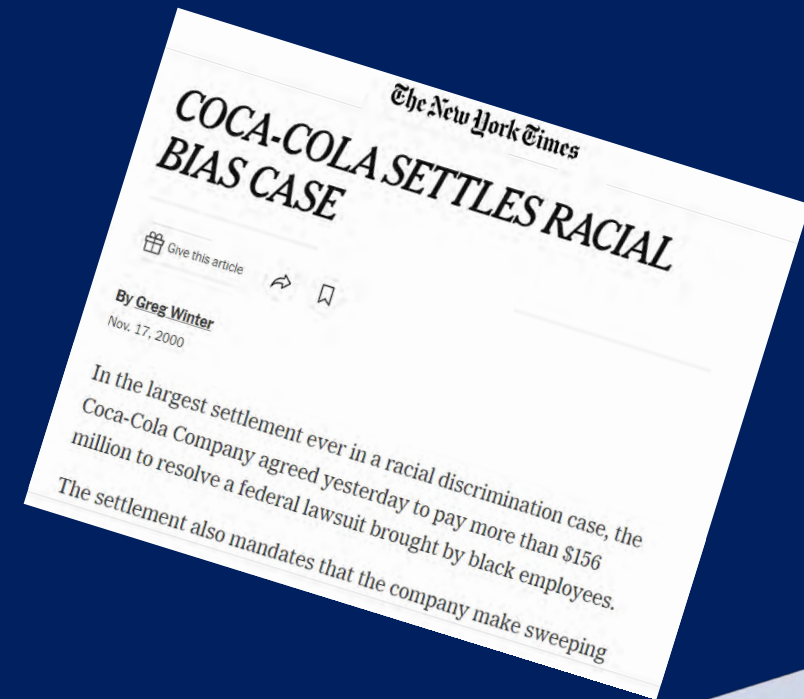 The New York Times
COCA-COLA SETTLES RACIAL
BIAS CASE
Give this article
By Greg Winter
Nov. 17, 2000
In the largest settlement ever in a racial discrimination case, the
Coca-Cola Company agreed yesterday to pay more than $156
million to resolve a federal lawsuit brought by black employees.
The settlement also mandates that the company make sweeping